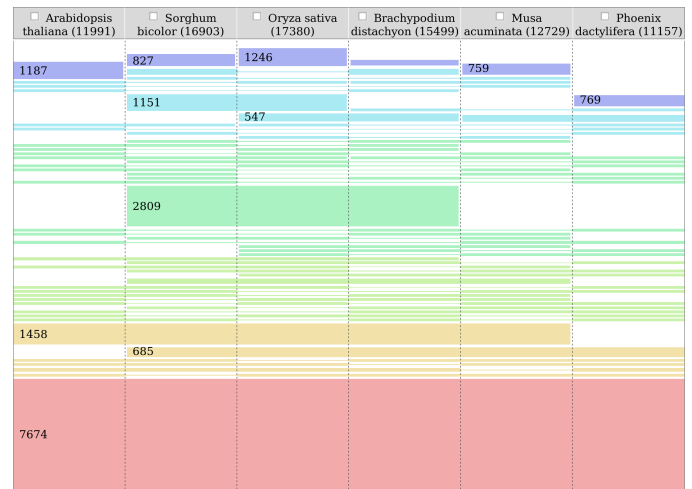 Arabidopsis
thaliana (11991)
Sorghum
bicolor (16903)
Oryza sativa
(17380)
Brachypodium
distachyon (15499)
Musa
acuminata (12729)
Phoenix
dactylifera (11157)
1246
827
759
1187
1151
769
547
2809
1458
685
7674